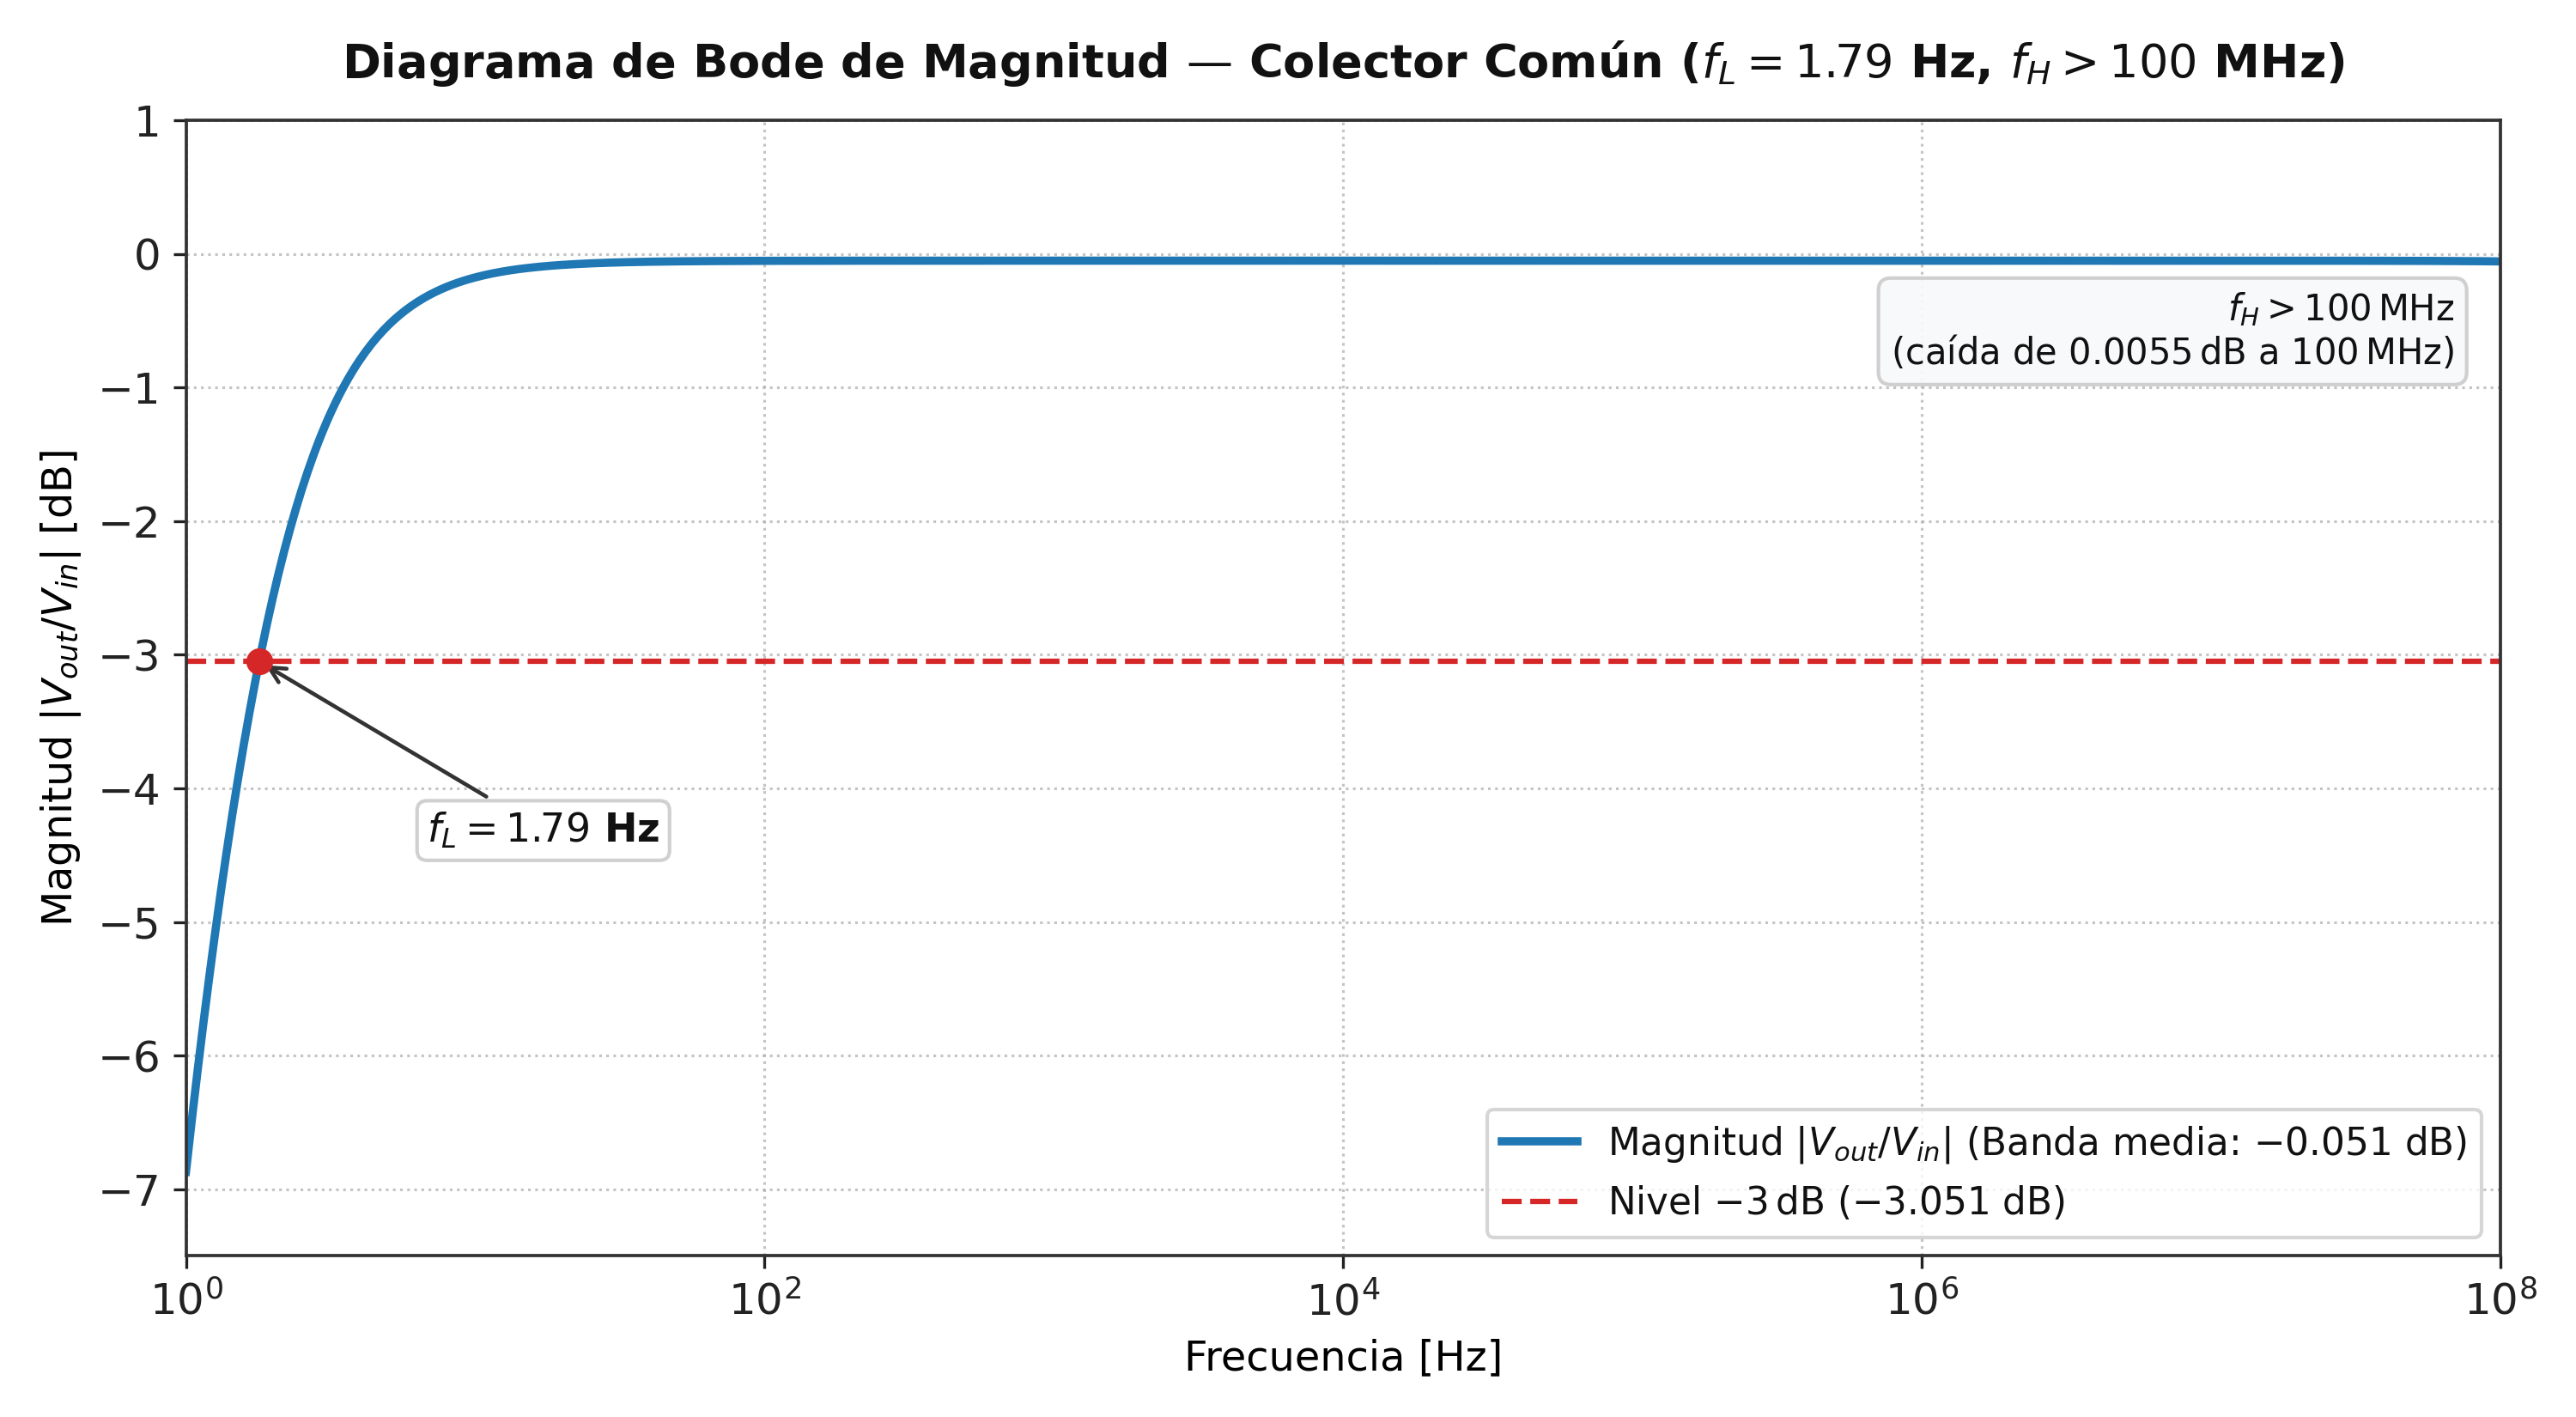 Diagrama de Bode de Magnitud — Colector Común (f_L = 1.79 Hz, f_H > 100 MHz)
Magnitud |V_out/V_in| [dB]
1
0
−1
−2
−3
−4
−5
−6
−7
f_H > 100 MHz
(caída de 0.0055 dB a 100 MHz)
f_L = 1.79 Hz
Magnitud |V_out/V_in| (Banda media: −0.051 dB)
Nivel −3 dB (−3.051 dB)
10^0 10^2 10^4 10^6 10^8
Frecuencia [Hz]